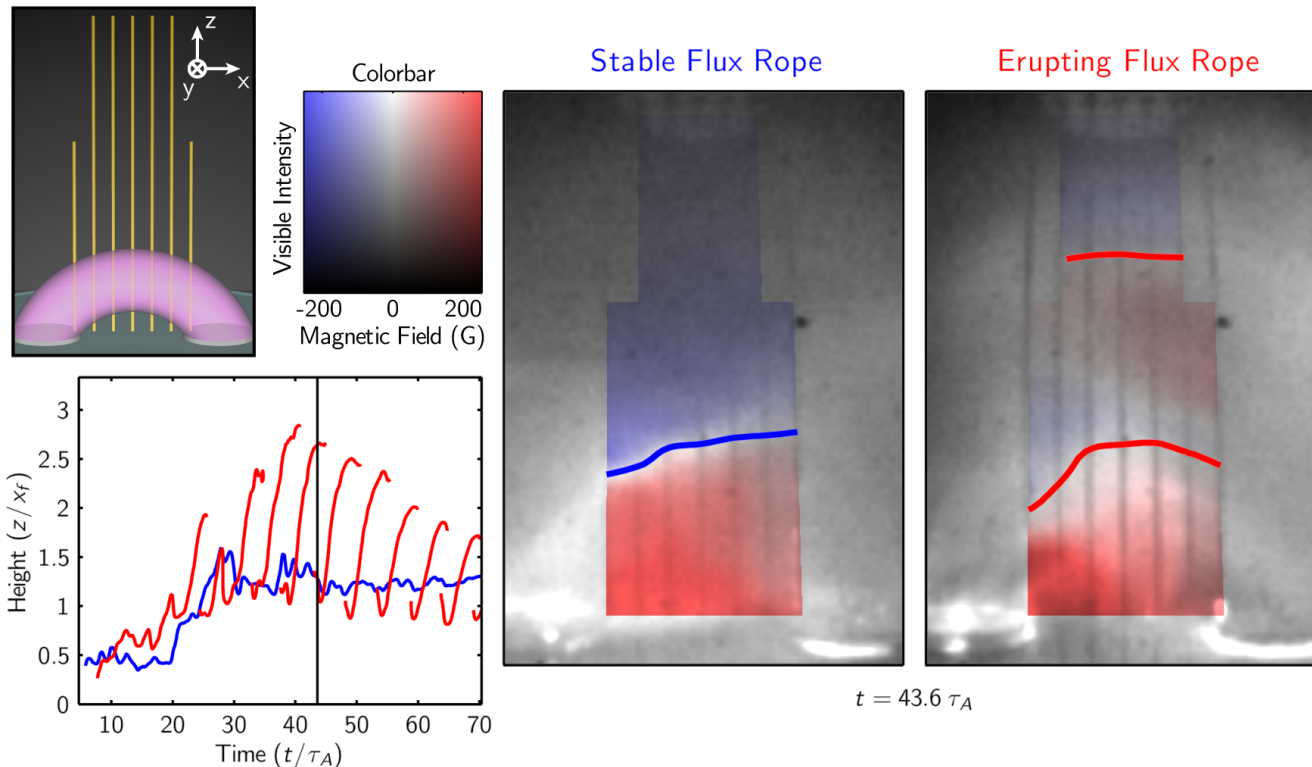 z
x
y
Colorbar
Visible Intensity
-200 0 200
Magnetic Field (G)
Stable Flux Rope
Erupting Flux Rope
Height (z/x_f)
3
2.5
2
1.5
1
0.5
0
10 20 30 40 50 60 70
Time (t/τ_A)
t = 43.6 τ_A